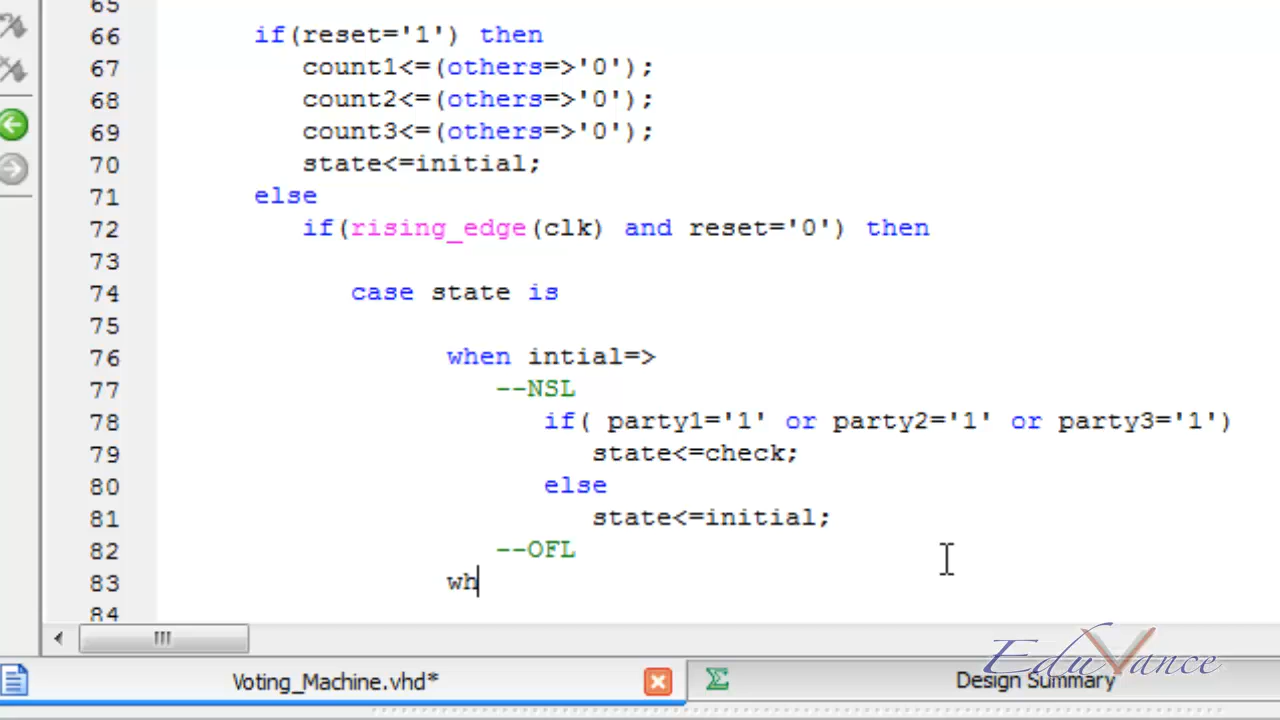 65
66 if(reset='1') then
67 count1<=(others=>'0');
68 count2<=(others=>'0');
69 count3<=(others=>'0');
70 state<=initial;
71 else
72 if(rising_edge(clk) and reset='0') then
73
74 case state is
75
76 when intial=>
77 --NSL
78 if( party1='1' or party2='1' or party3='1')
79 state<=check;
80 else
81 state<=initial;
82 --OFL
83 wh
84
EduVance
Voting_Machine.vhd*
Design Summary